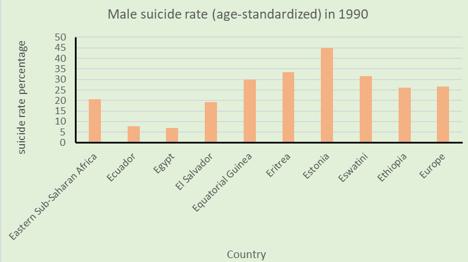 Male suicide rate (age-standardized) in 1990
suicide rate percentage
50
45
40
35
30
25
20
15
10
5
0
Eastern Sub-Saharan Africa
Ecuador
Egypt
El Salvador
Equatorial Guinea
Eritrea
Estonia
Eswatini
Ethiopia
Europe
Country